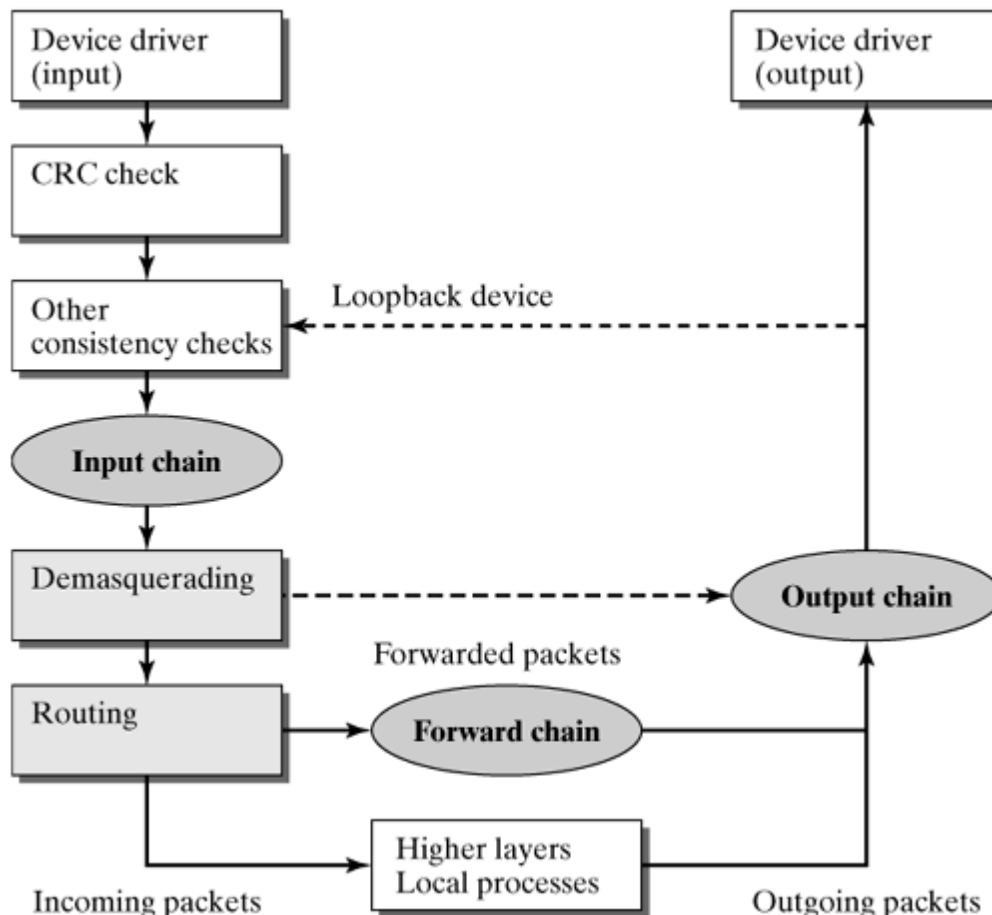 Device driver
(input)
Device driver
(output)
CRC check
Other
consistency checks
Loopback device
Input chain
Demasquerading
Output chain
Forwarded packets
Routing
Forward chain
Higher layers
Local processes
Incoming packets
Outgoing packets